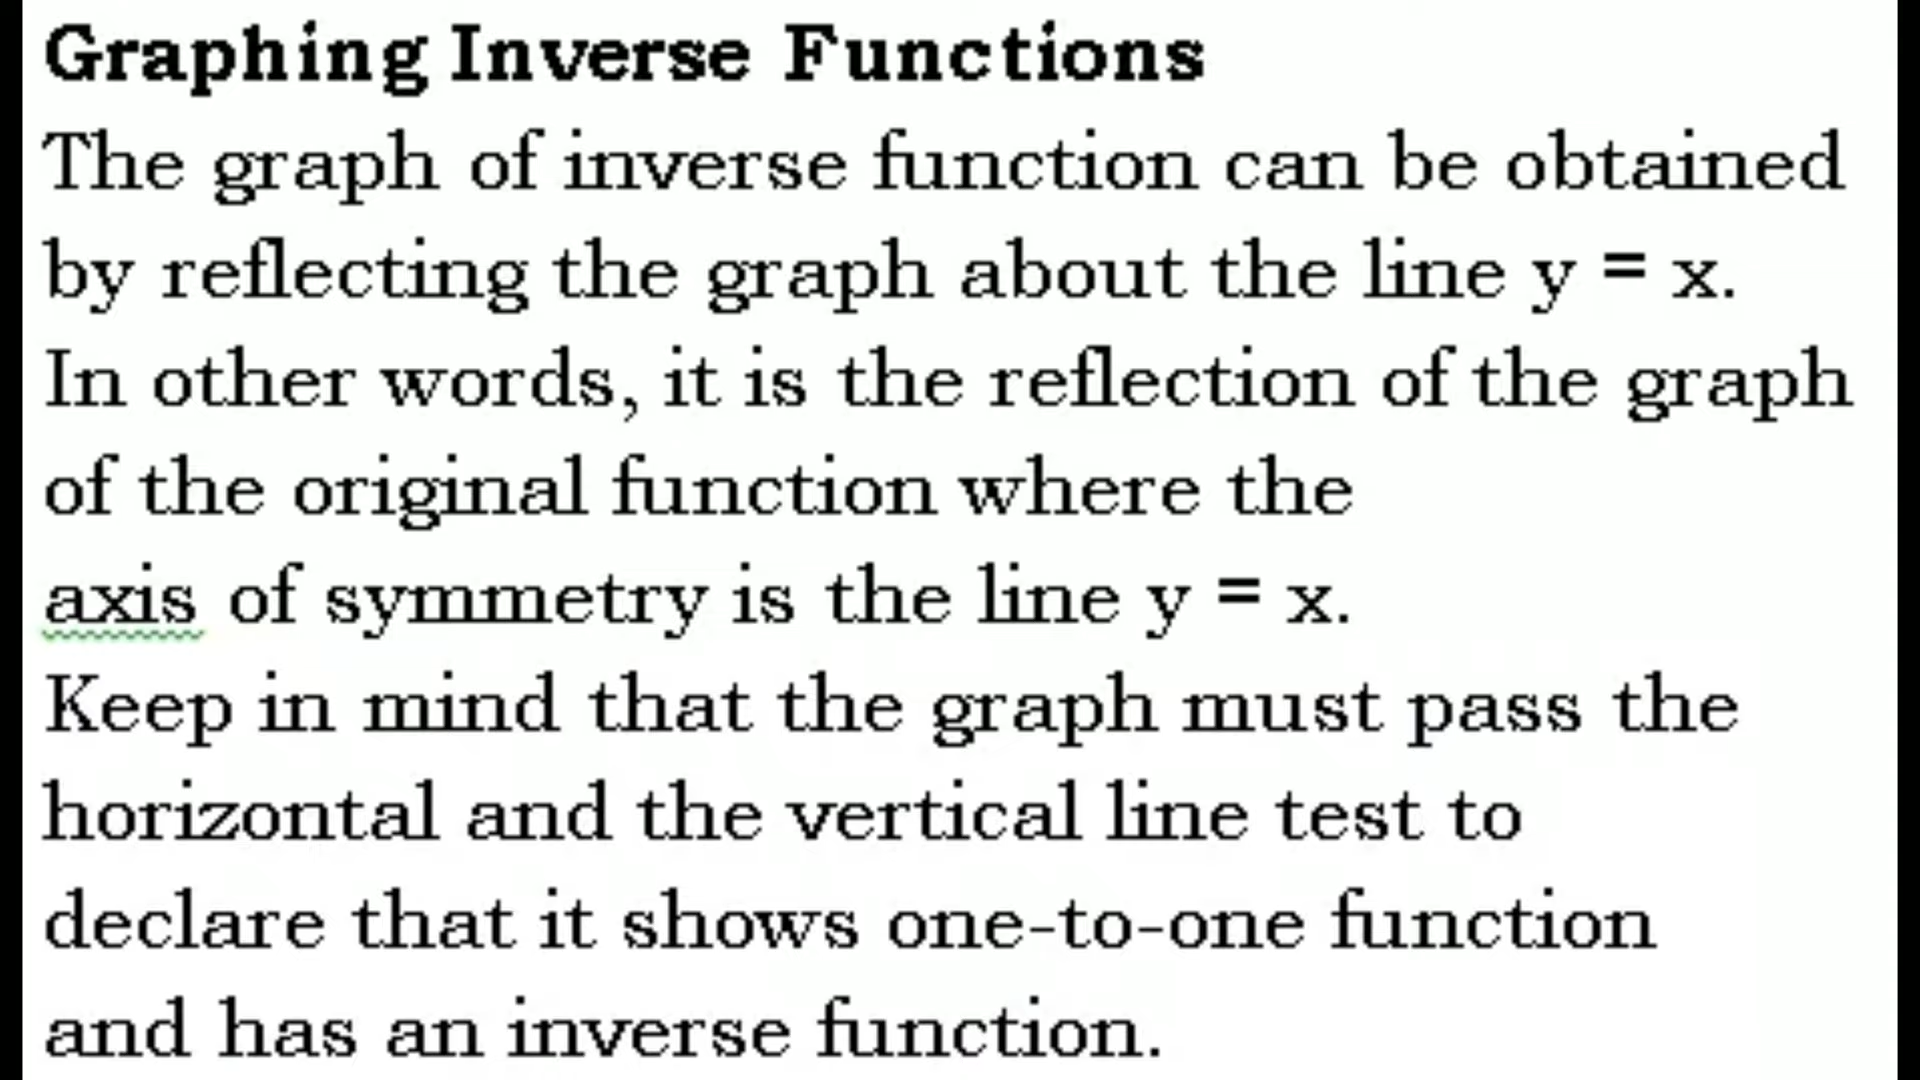 Graphing Inverse Functions
The graph of inverse function can be obtained
by reflecting the graph about the line y = x.
In other words, it is the reflection of the graph
of the original function where the
axis of symmetry is the line y = x.
Keep in mind that the graph must pass the
horizontal and the vertical line test to
declare that it shows one-to-one function
and has an inverse function.